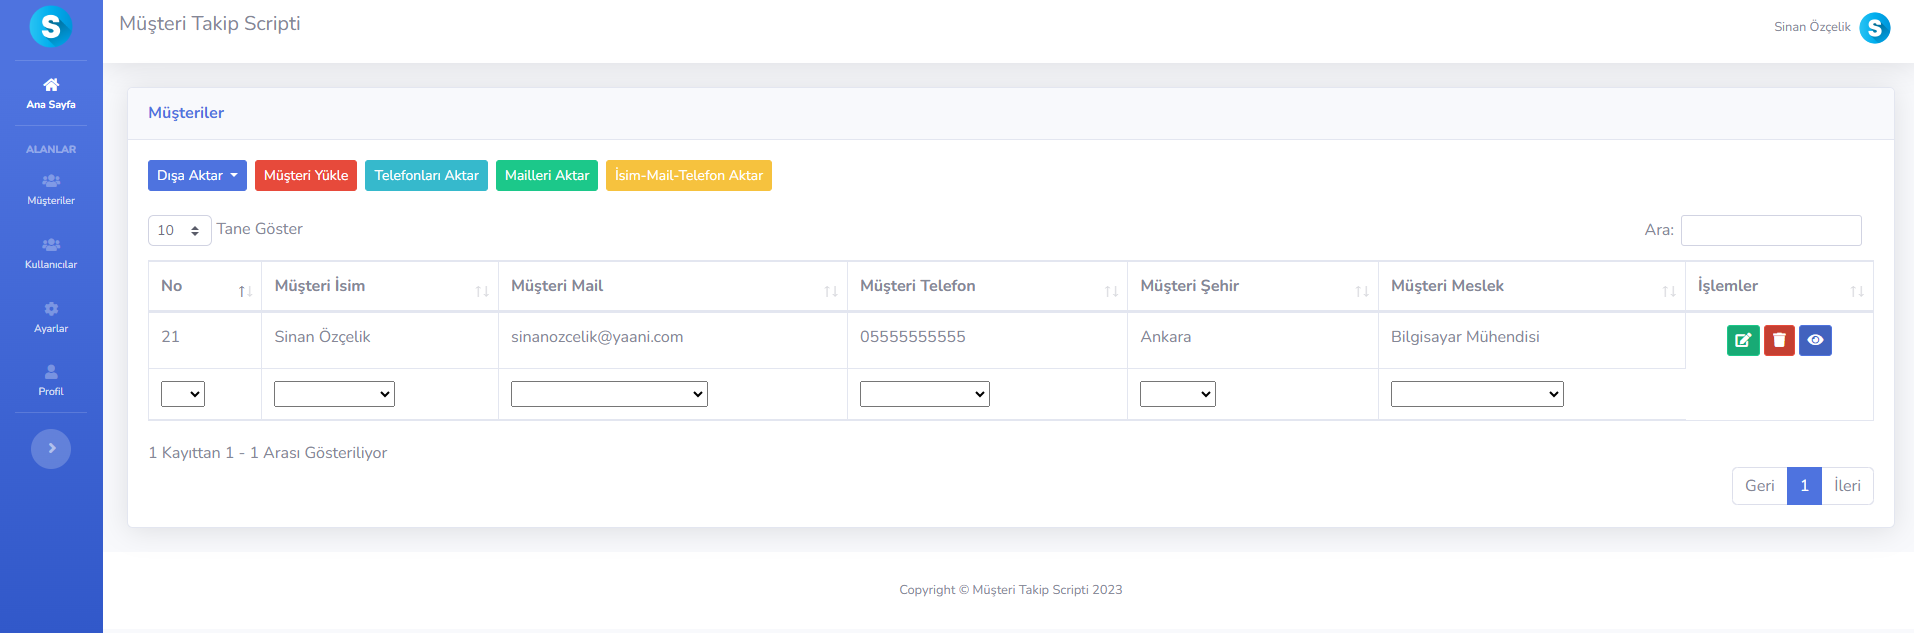 S
Müşteri Takip Scripti
Sinan Özçelik
S
Ana Sayfa
ALANLAR
Müşteriler
Kullanıcılar
Ayarlar
Profil
Müşteriler
Dışa Aktar Müşteri Yükle Telefonları Aktar Mailleri Aktar İsim-Mail-Telefon Aktar
10 Tane Göster
Ara:
No Müşteri İsim Müşteri Mail Müşteri Telefon Müşteri Şehir Müşteri Meslek İşlemler
21 Sinan Özçelik sinanozcelik@yaani.com 05555555555 Ankara Bilgisayar Mühendisi
1 Kayıttan 1 - 1 Arası Gösteriliyor
Geri 1 İleri
Copyright © Müşteri Takip Scripti 2023